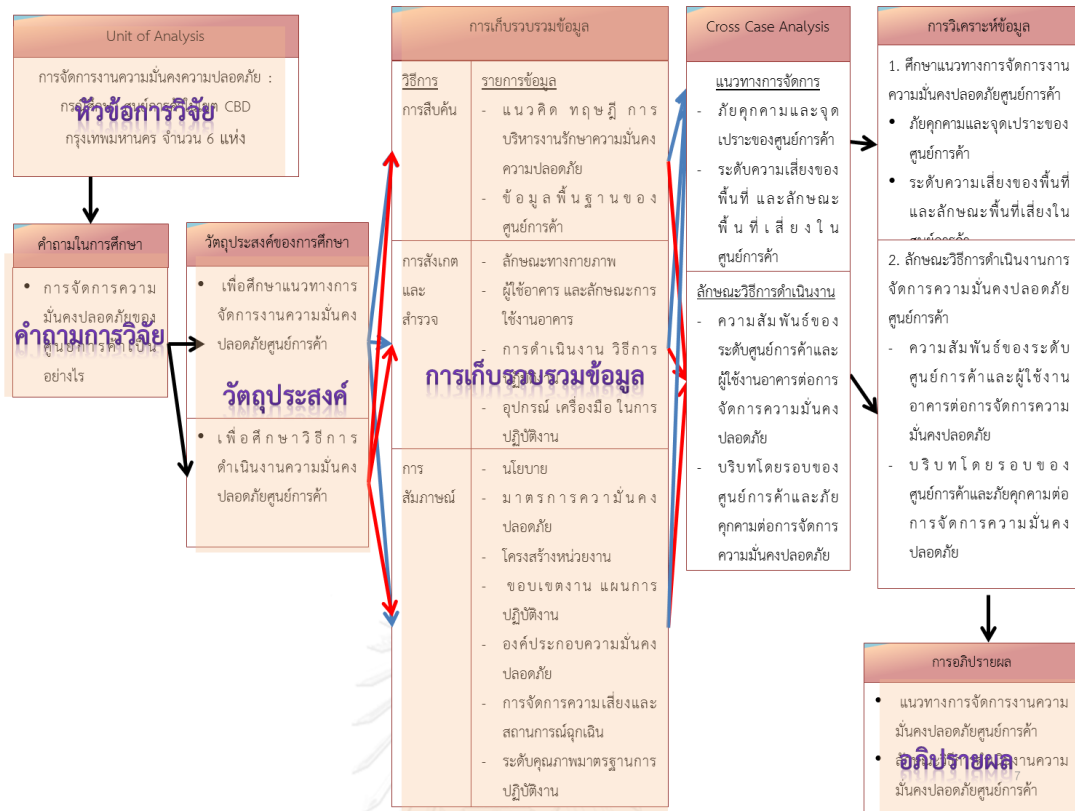 Unit of Analysis
การจัดการงานความมั่นคงความปลอดภัย :
CBD
กรุงเทพมหานคร จำนวน 6 แห่ง
หัวข้อการวิจัย
คำถามในการศึกษา
• การจัดการความ
มั่นคงปลอดภัยของ
ศูนย์การค้าเป็น
อย่างไร
คำถามการวิจัย
วัตถุประสงค์ของการศึกษา
• เพื่อศึกษาแนวทางการ
จัดการงานความมั่นคง
ปลอดภัยศูนย์การค้า
วัตถุประสงค์
• เพื่อศึกษาวิธีการ
ดำเนินงานความมั่นคง
ปลอดภัยศูนย์การค้า
การเก็บรวบรวมข้อมูล
วิธีการ
รายการข้อมูล
การสืบค้น
- แนวคิด ทฤษฎี การ
บริหารงานรักษาความมั่นคง
ความปลอดภัย
- ข้อมูลพื้นฐานของ
ศูนย์การค้า
การสังเกต
และ
สำรวจ
- ลักษณะทางกายภาพ
- ผู้ใช้อาคาร และลักษณะการ
ใช้งานอาคาร
การดำเนินงาน วิธีการ
การเก็บรวบรวมข้อมูล
- อุปกรณ์ เครื่องมือ ในการ
ปฏิบัติงาน
การ
สัมภาษณ์
- นโยบาย
- มาตรการความั่นคง
ปลอดภัย
- โครงสร้างหน่วยงาน
- ขอบเขตงาน แผนการ
ปฏิบัติงาน
- องค์ประกอบความมั่นคง
ปลอดภัย
- การจัดการความเสี่ยงและ
สถานการณ์ฉุกเฉิน
- ระดับคุณภาพมาตรฐานการ
ปฏิบัติงาน
Cross Case Analysis
แนวทางการจัดการ
- ภัยคุกคามและจุด
เปราะของศูนย์การค้า
- ระดับความเสี่ยงของ
พื้นที่ และลักษณะ
พื้นที่เสี่ยงใน
ศูนย์การค้า
ลักษณะวิธีการดำเนินงาน
- ความสัมพันธ์ของ
ระดับศูนย์การค้าและ
ผู้ใช้งานอาคารต่อการ
จัดการความมั่นคง
ปลอดภัย
- บริบทโดยรอบของ
ศูนย์การค้าและภัย
คุกคามต่อการจัดการ
ความมั่นคงปลอดภัย
การวิเคราะห์ข้อมูล
1. ศึกษาแนวทางการจัดการงาน
ความมั่นคงปลอดภัยศูนย์การค้า
• ภัยคุกคามและจุดเปราะของ
ศูนย์การค้า
• ระดับความเสี่ยงของพื้นที่
และลักษณะพื้นที่เสี่ยงใน
2. ลักษณะวิธีการดำเนินงานการ
จัดการความมั่นคงปลอดภัย
ศูนย์การค้า
- ความสัมพันธ์ของระดับ
ศูนย์การค้าและผู้ใช้งาน
อาคารต่อการจัดการความ
มั่นคงปลอดภัย
- บริบทโดยรอบของ
ศูนย์การค้าและภัยคุกคามต่อ
การจัดการความมั่นคง
ปลอดภัย
การอภิปรายผล
• แนวทางการจัดการงานความ
มั่นคงปลอดภัยศูนย์การค้า
อภิปรายผล
งานความ
มั่นคงปลอดภัยศูนย์การค้า
7